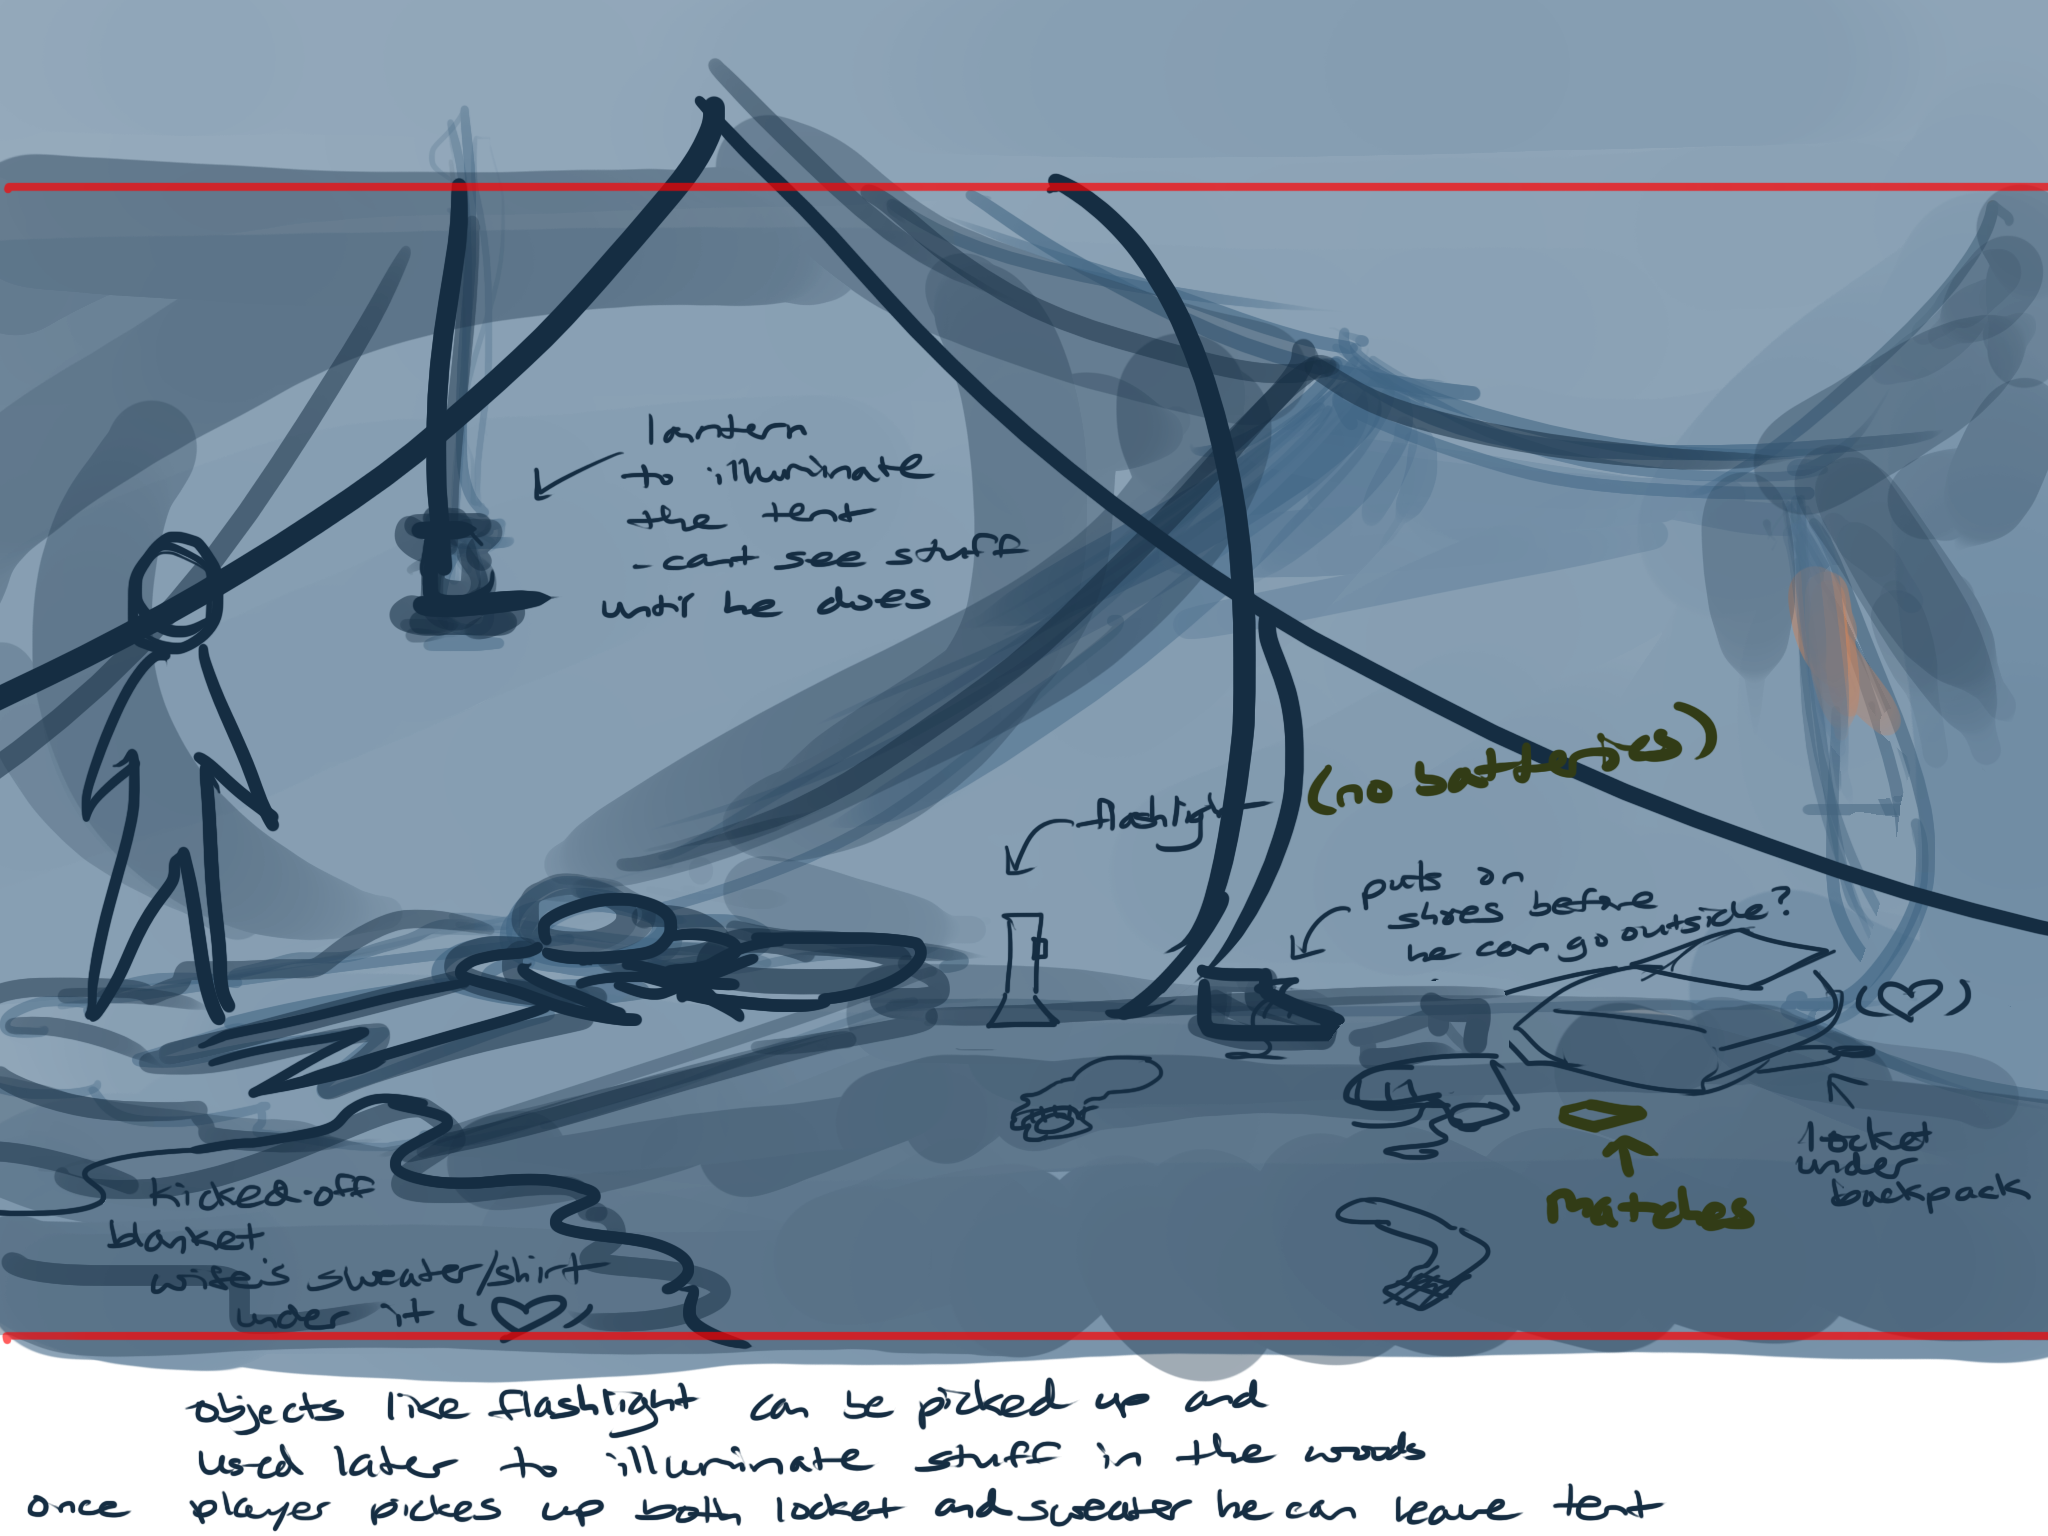 lantern
to illuminate
the tent
- cant see stuff
until he does
(no batteries)
flashlight
puts on
shoes before
he can go outside?
locket
under
backpack
matches
kicked-off
blanket
wife's sweater/shirt
under it (♡)
(♡)
objects like flashlight can be picked up and
used later to illuminate stuff in the woods
once player pickes up both locket and sweater he can leave tent